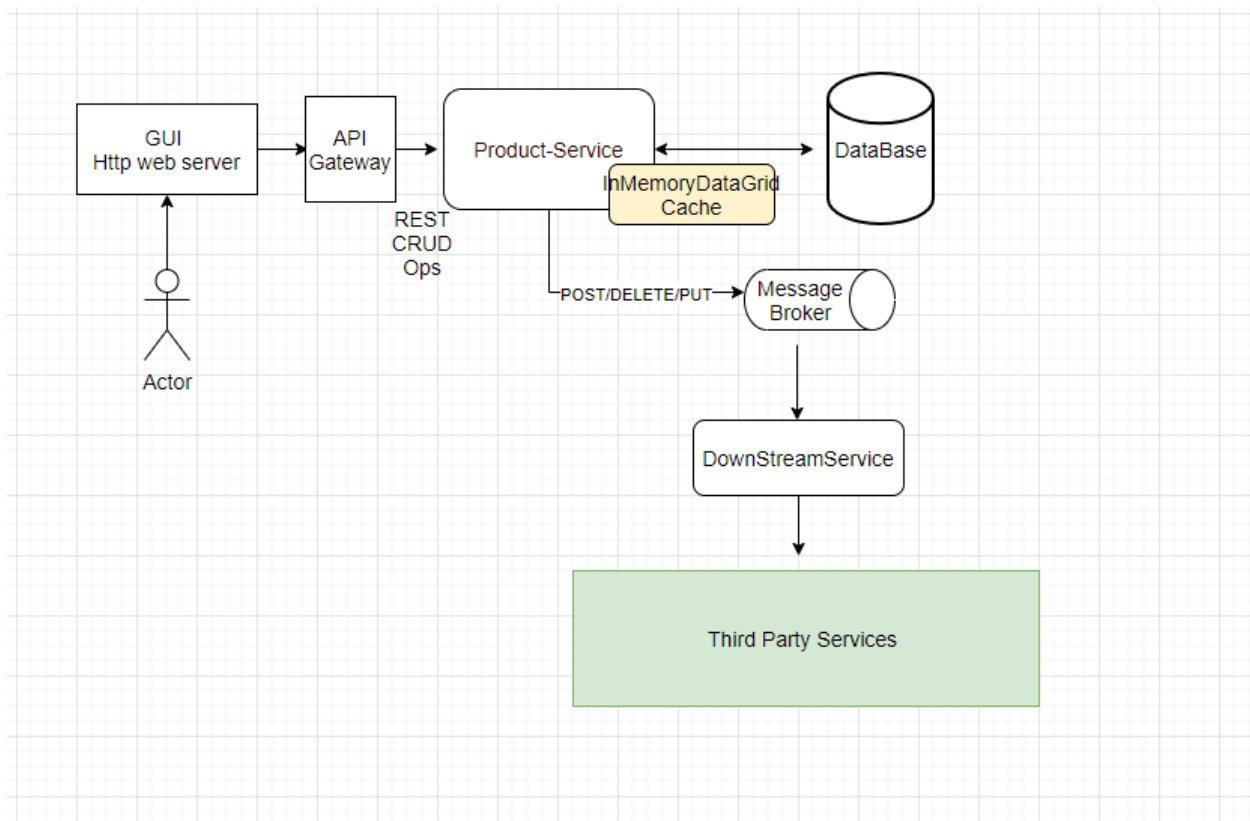 GUI
Http web server
API
Gateway
Product-Service
DataBase
InMemoryDataGrid
Cache
REST
CRUD
Ops
POST/DELETE/PUT
Message
Broker
Actor
DownStreamService
Third Party Services